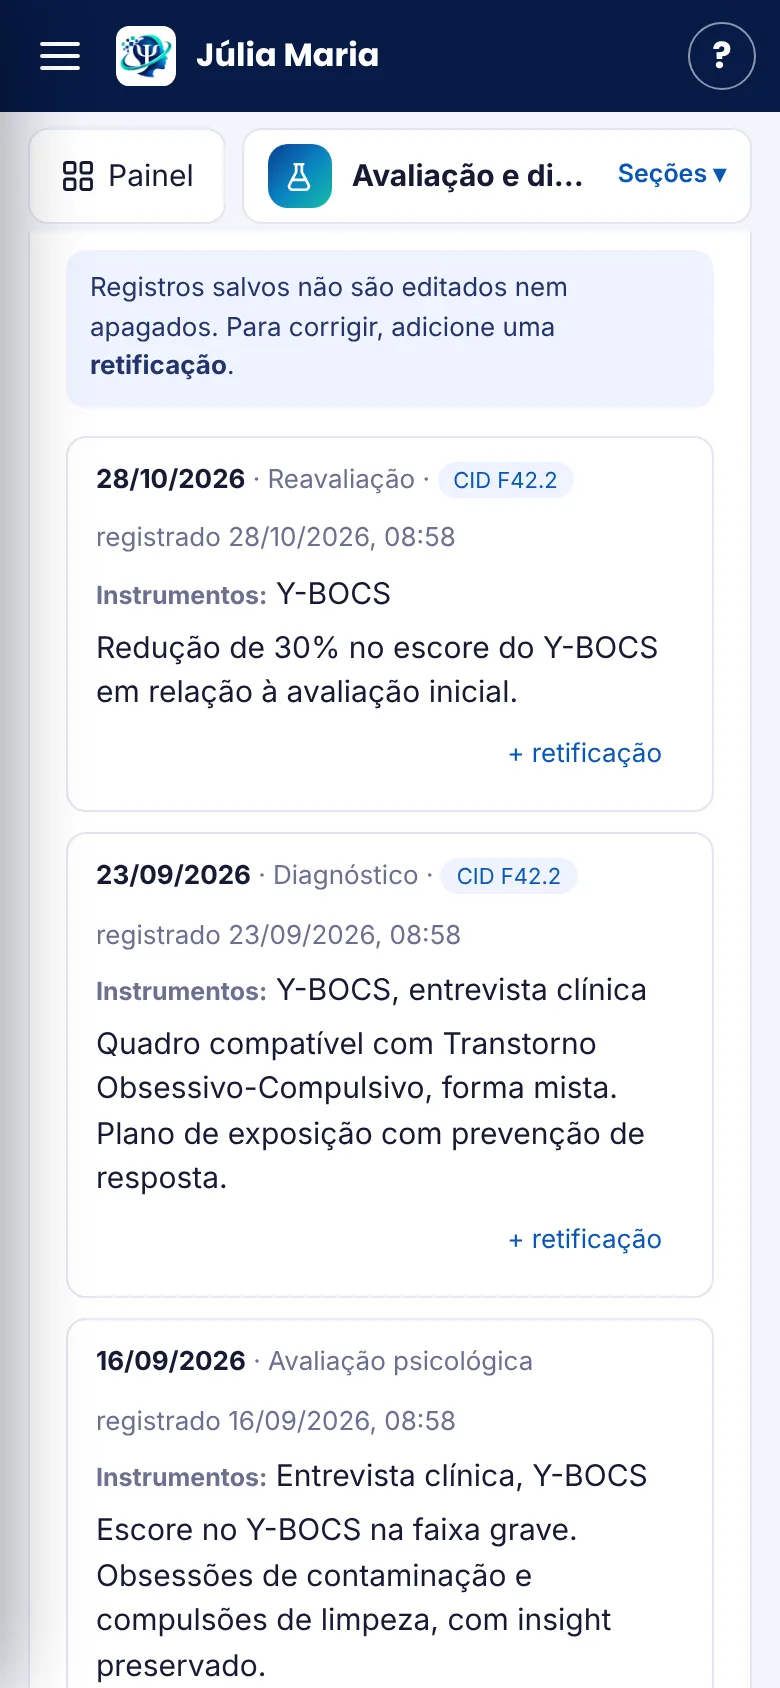 Júlia Maria
?
Painel
Avaliação e di...
Seções ▾
Registros salvos não são editados nem
apagados. Para corrigir, adicione uma
retificação.
28/10/2026 · Reavaliação · CID F42.2
registrado 28/10/2026, 08:58
Instrumentos: Y-BOCS
Redução de 30% no escore do Y-BOCS
em relação à avaliação inicial.
+ retificação
23/09/2026 · Diagnóstico · CID F42.2
registrado 23/09/2026, 08:58
Instrumentos: Y-BOCS, entrevista clínica
Quadro compatível com Transtorno
Obsessivo-Compulsivo, forma mista.
Plano de exposição com prevenção de
resposta.
+ retificação
16/09/2026 · Avaliação psicológica
registrado 16/09/2026, 08:58
Instrumentos: Entrevista clínica, Y-BOCS
Escore no Y-BOCS na faixa grave.
Obsessões de contaminação e
compulsões de limpeza, com insight
preservado.